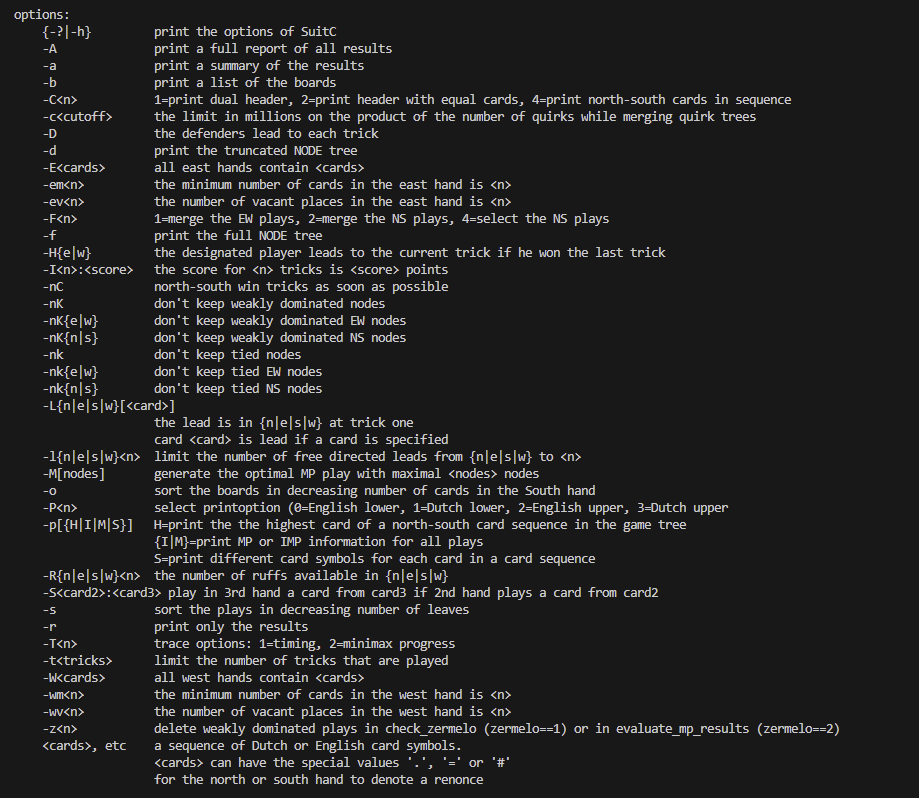 options:
{-?|-h} print the options of SuitC
-A print a full report of all results
-a print a summary of the results
-b print a list of the boards
-C<n> 1=print dual header, 2=print header with equal cards, 4=print north-south cards in sequence
-c<cutoff> the limit in millions on the product of the number of quirks while merging quirk trees
-D the defenders lead to each trick
-d print the truncated NODE tree
-E<cards> all east hands contain <cards>
-em<n> the minimum number of cards in the east hand is <n>
-ev<n> the number of vacant places in the east hand is <n>
-F<n> 1=merge the EW plays, 2=merge the NS plays, 4=select the NS plays
-f print the full NODE tree
-H{e|w} the designated player leads to the current trick if he won the last trick
-I<n>:<score> the score for <n> tricks is <score> points
-nC north-south win tricks as soon as possible
-nK don't keep weakly dominated nodes
-nK{e|w} don't keep weakly dominated EW nodes
-nK{n|s} don't keep weakly dominated NS nodes
-nk don't keep tied nodes
-nk{e|w} don't keep tied EW nodes
-nk{n|s} don't keep tied NS nodes
-L{n|e|s|w}[<card>]
the lead is in {n|e|s|w} at trick one
card <card> is lead if a card is specified
-l{n|e|s|w}<n> limit the number of free directed leads from {n|e|s|w} to <n>
-M[nodes] generate the optimal MP play with maximal <nodes> nodes
-o sort the boards in decreasing number of cards in the South hand
-P<n> select printoption (0=English lower, 1=Dutch lower, 2=English upper, 3=Dutch upper
-p[{H|I|M|S}] H=print the the highest card of a north-south card sequence in the game tree
{I|M}=print MP or IMP information for all plays
S=print different card symbols for each card in a card sequence
-R{n|e|s|w}<n> the number of ruffs available in {n|e|s|w}
-S<card2>:<card3> play in 3rd hand a card from card3 if 2nd hand plays a card from card2
-s sort the plays in decreasing number of leaves
-r print only the results
-T<n> trace options: 1=timing, 2=minimax progress
-t<tricks> limit the number of tricks that are played
-W<cards> all west hands contain <cards>
-wm<n> the minimum number of cards in the west hand is <n>
-wv<n> the number of vacant places in the west hand is <n>
-z<n> delete weakly dominated plays in check_zermelo (zermelo==1) or in evaluate_mp_results (zermelo==2)
<cards>, etc a sequence of Dutch or English card symbols.
<cards> can have the special values '.', '=' or '#'
for the north or south hand to denote a renonce